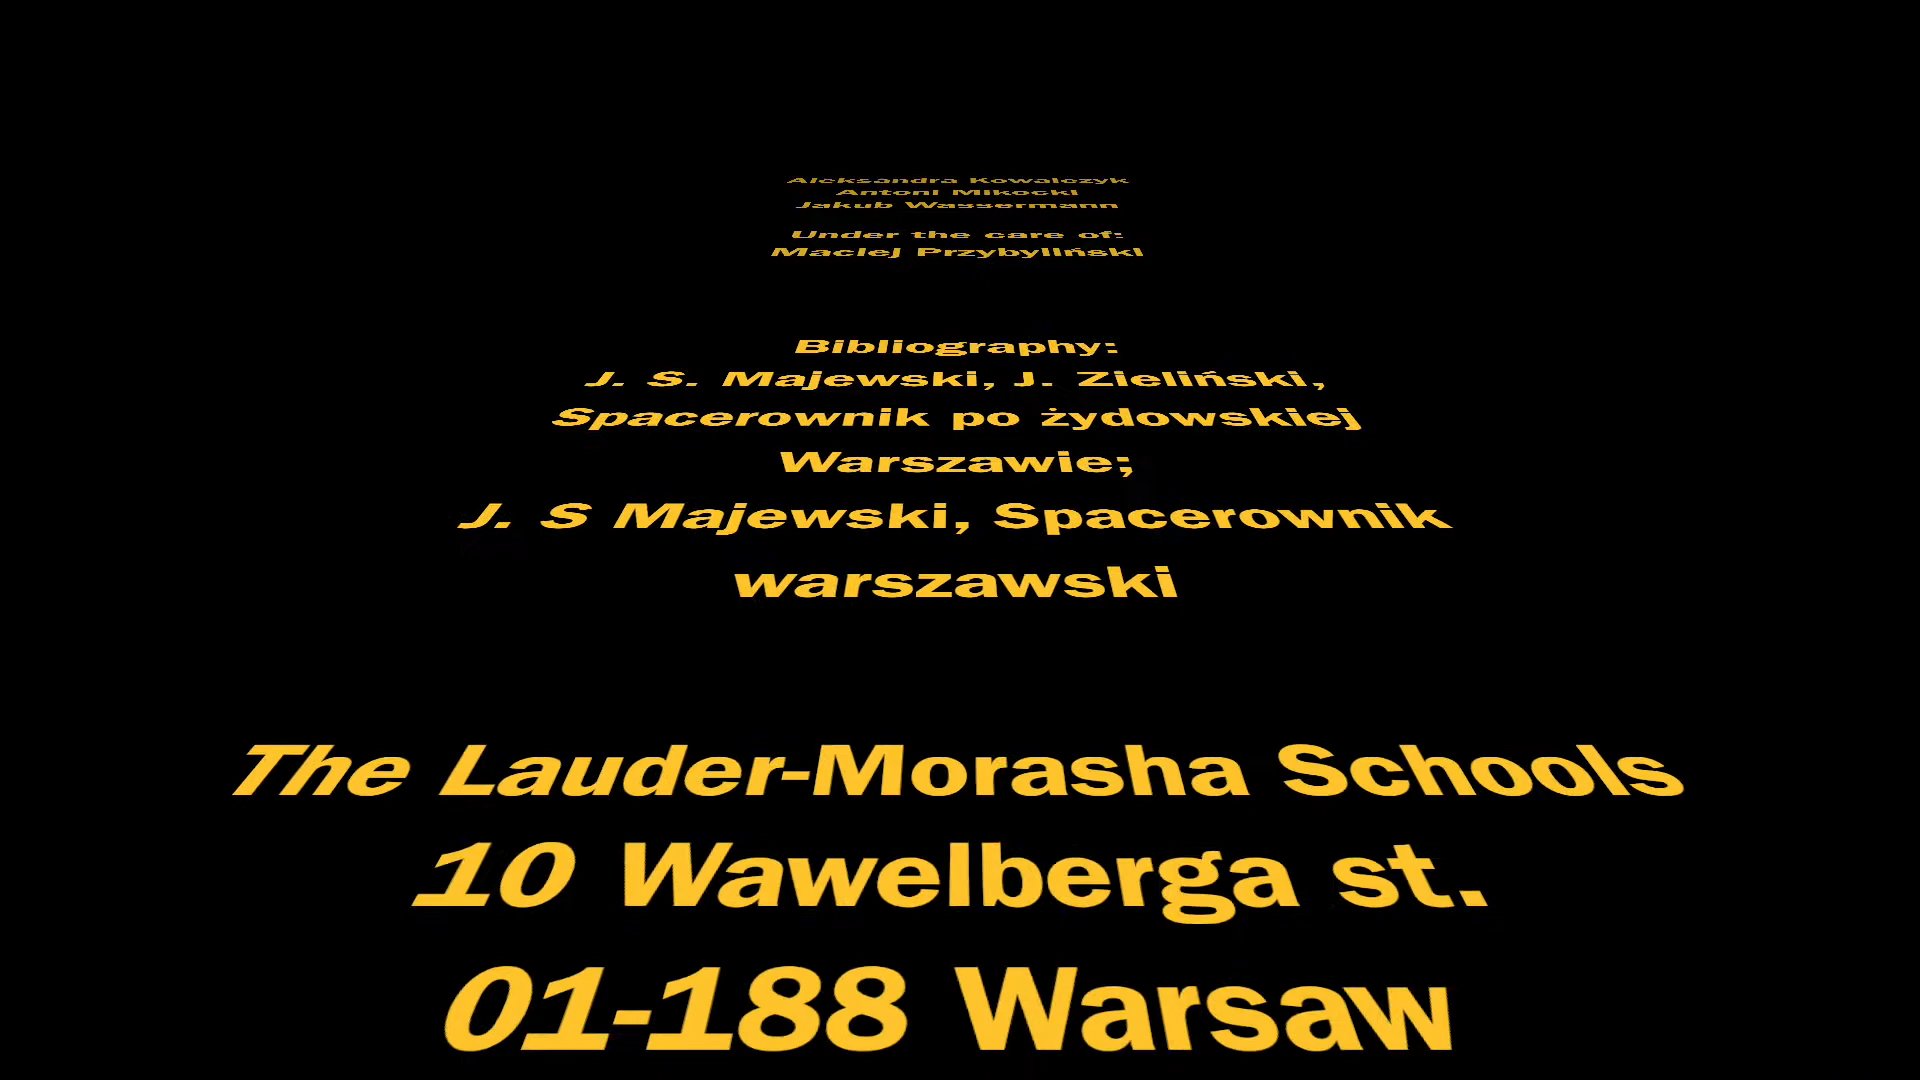 Aleksandra Kowalczyk
Antoni Mikocki
Jakub Wassermann
Under the care of:
Maciej Przybyliński
Bibliography:
J. S. Majewski, J. Zieliński,
Spacerownik po żydowskiej
Warszawie;
J. S Majewski, Spacerownik
warszawski
The Lauder-Morasha Schools
10 Wawelberga st.
01-188 Warsaw